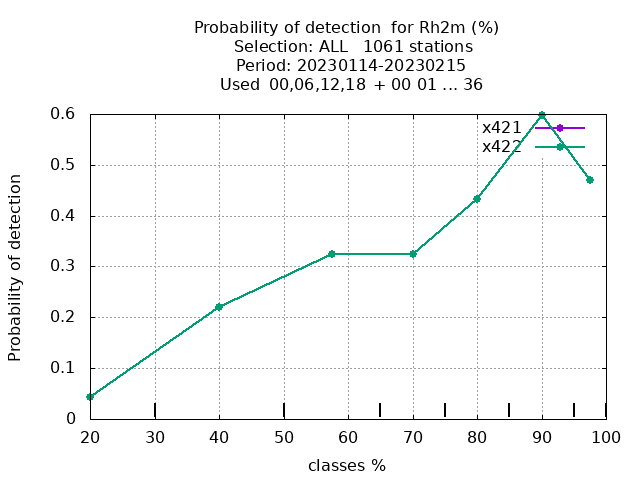 Probability of detection  for Rh2m (%)
Selection: ALL   1061 stations
Period: 20230114-20230215
Used  00,06,12,18  + 00 01 ... 36
x421
x422
0.6
0.5
0.4
0.3
0.2
0.1
0
Probability of detection
20 30 40 50 60 70 80 90 100
classes %